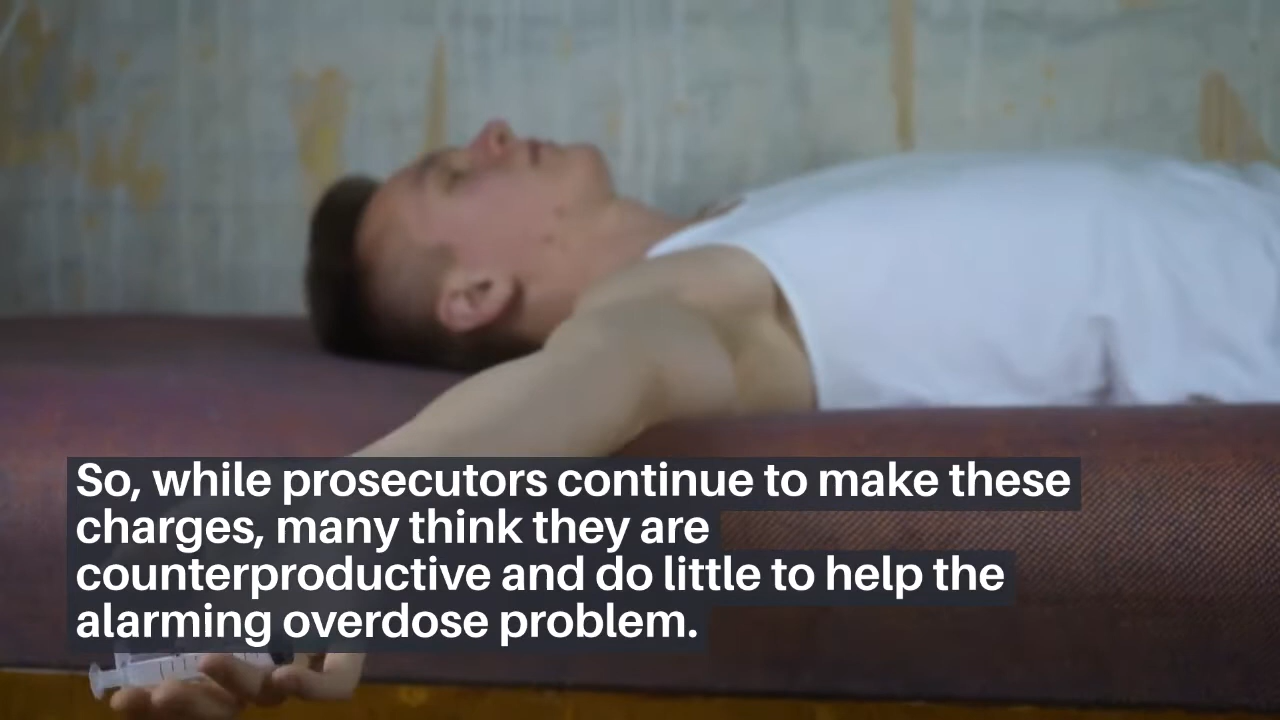 So, while prosecutors continue to make these
charges, many think they are
counterproductive and do little to help the
alarming overdose problem.